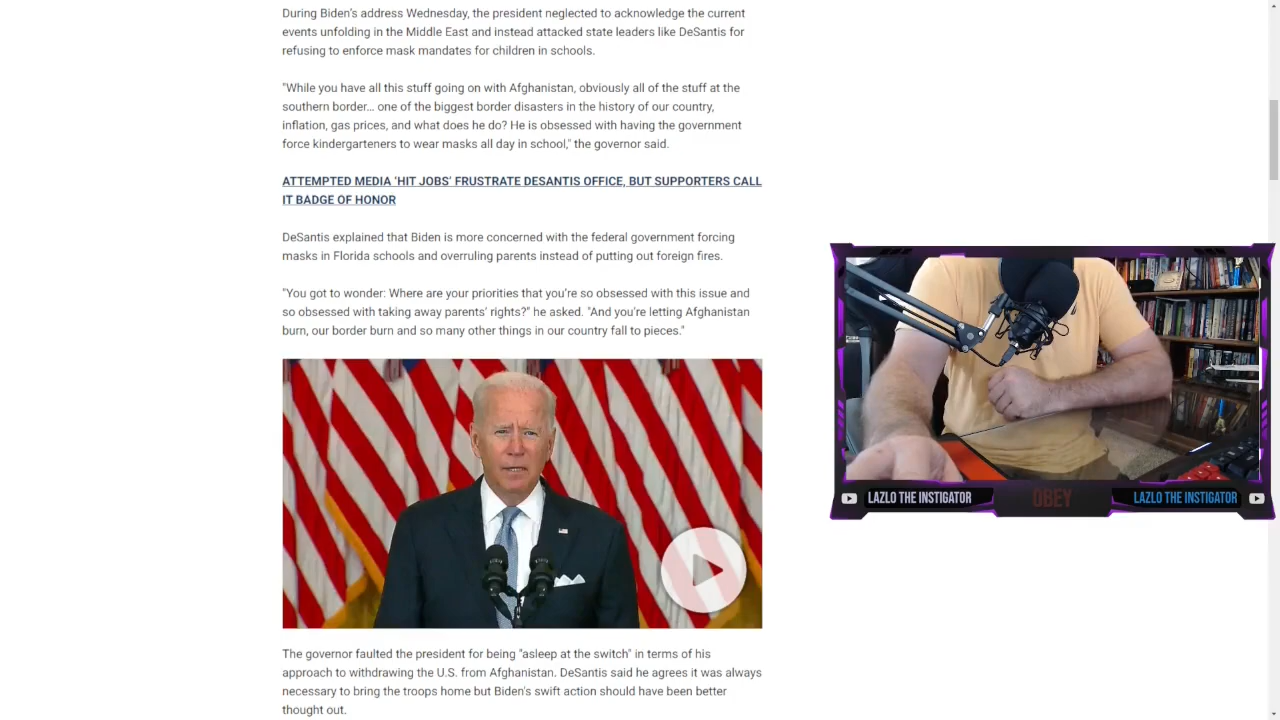 During Biden's address Wednesday, the president neglected to acknowledge the current
events unfolding in the Middle East and instead attacked state leaders like DeSantis for
refusing to enforce mask mandates for children in schools.
"While you have all this stuff going on with Afghanistan, obviously all of the stuff at the
southern border… one of the biggest border disasters in the history of our country,
inflation, gas prices, and what does he do? He is obsessed with having the government
force kindergarteners to wear masks all day in school," the governor said.
ATTEMPTED MEDIA 'HIT JOBS' FRUSTRATE DESANTIS OFFICE, BUT SUPPORTERS CALL
IT BADGE OF HONOR
DeSantis explained that Biden is more concerned with the federal government forcing
masks in Florida schools and overruling parents instead of putting out foreign fires.
"You got to wonder: Where are your priorities that you're so obsessed with this issue and
so obsessed with taking away parents' rights?" he asked. "And you're letting Afghanistan
burn, our border burn and so many other things in our country fall to pieces."
The governor faulted the president for being "asleep at the switch" in terms of his
approach to withdrawing the U.S. from Afghanistan. DeSantis said he agrees it was always
necessary to bring the troops home but Biden's swift action should have been better
thought out.
LAZLO THE INSTIGATOR
OBEY
LAZLO THE INSTIGATOR